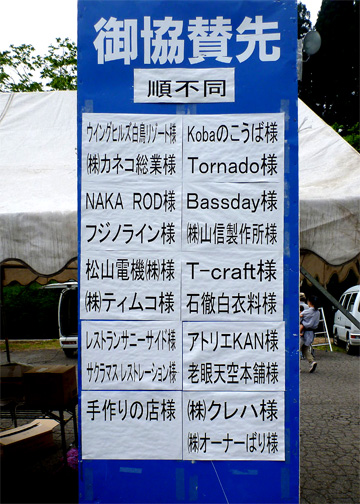 御協賛先
順不同
ウイングヒルズ白鳥リゾート様
㈱カネコ総業様
NAKA ROD様
フジノライン様
松山電機㈱様
㈱ティムコ様
レストランサニーサイド様
サクラマス レストレーション様
手作りの店様
Kobaのこうば様
Tornado様
Bassday様
㈱山信製作所様
T-craft様
石徹白衣料様
アトリエKAN様
老眼天空本舗様
㈱クレハ様
㈱オーナーばり様